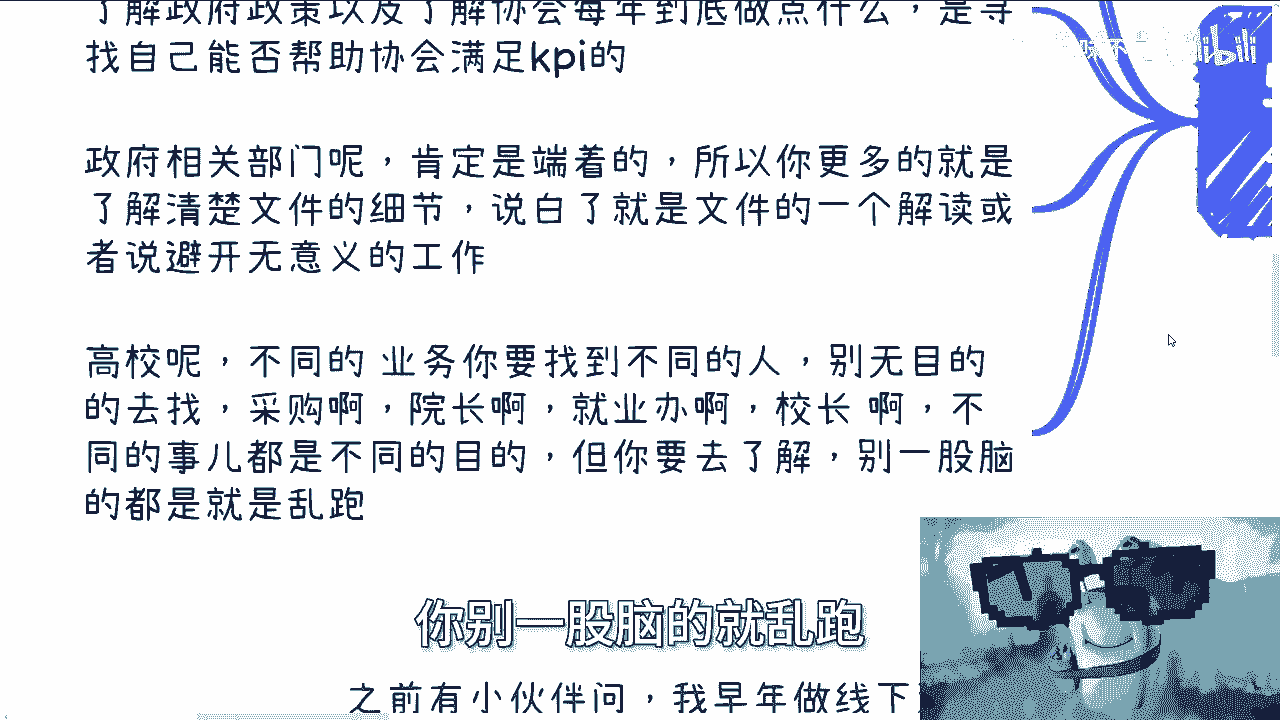 了解政府政策以及了解协会每年到底做点什么，是寻
找自己能否帮助协会满足kpi的
政府相关部门呢，肯定是端着的，所以你更多的就是
了解清楚文件的细节，说白了就是文件的一个解读或
者说避开无意义的工作
高校呢，不同的 业务你要找到不同的人，别无目的
的去找，采购啊，院长啊，就业办啊，校长 啊，不
同的事儿都是不同的目的，但你要去了解，别一股脑
的都是就是乱跑
你别一股脑的就乱跑
之前有小伙伴问，我早年做线下
bilibili